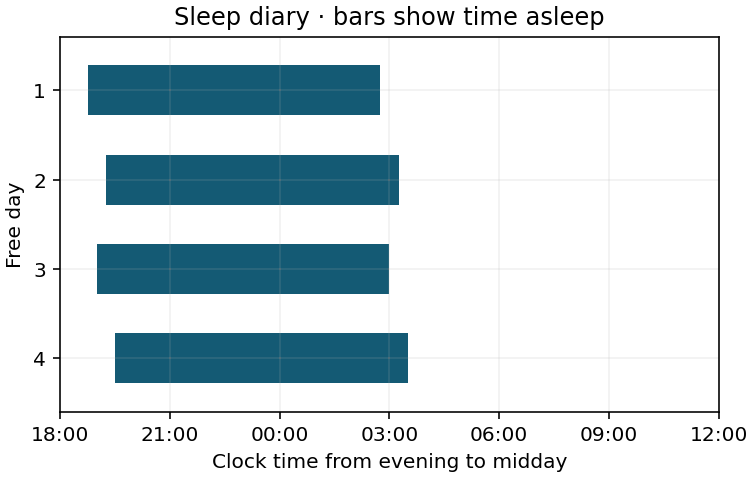 Sleep diary · bars show time asleep
Free day
1
2
3
4
18:00 21:00 00:00 03:00 06:00 09:00 12:00
Clock time from evening to midday